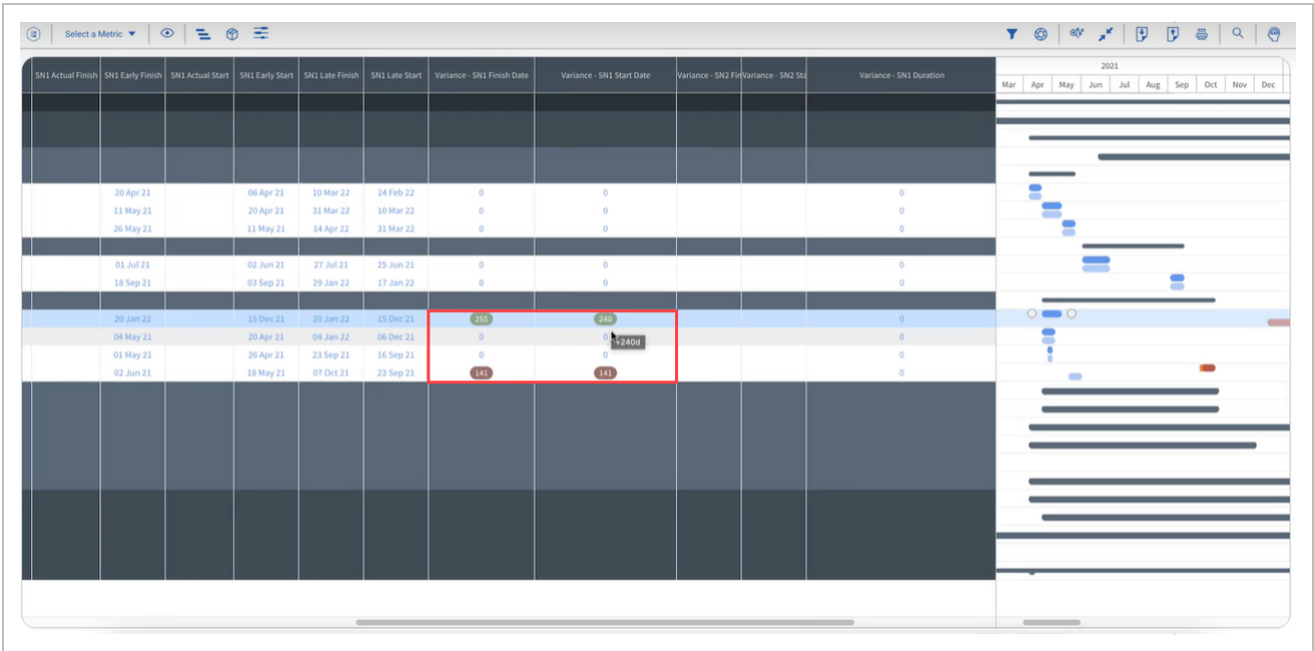 Select a Metric
2021
SN1 Actual Finish SN1 Early Finish SN1 Actual Start SN1 Early Start SN1 Late Finish SN1 Late Start Variance - SN1 Finish Date Variance - SN1 Start Date Variance - SN2 Fin Variance - SN2 Sta Variance - SN1 Duration
Mar Apr May Jun Jul Aug Sep Oct Nov Dec
20 Apr 21 06 Apr 21 10 Mar 22 24 Feb 22 0 0 0
11 May 21 20 Apr 21 31 Mar 22 10 Mar 22 0 0 0
26 May 21 11 May 21 14 Apr 22 31 Mar 22 0 0 0
01 Jul 21 02 Jun 21 27 Jul 21 25 Jun 21 0 0 0
18 Sep 21 03 Sep 21 29 Jan 22 17 Jan 22 0 0 0
20 Jan 22 15 Dec 21 20 Jan 22 15 Dec 21 255 240 0
04 May 21 20 Apr 21 04 Jan 22 06 Dec 21 0 0 0
+240d
01 May 21 26 Apr 21 23 Sep 21 16 Sep 21 0 0 0
02 Jun 21 18 May 21 07 Oct 21 23 Sep 21 141 141 0